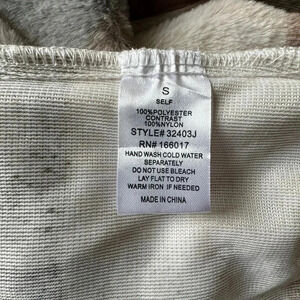 S
SELF
100%POLYESTER
CONTRAST
100%NYLON
STYLE# 32403J
RN# 166017
HAND WASH COLD WATER
SEPARATELY
DO NOT USE BLEACH
LAY FLAT TO DRY
WARM IRON IF NEEDED
MADE IN CHINA